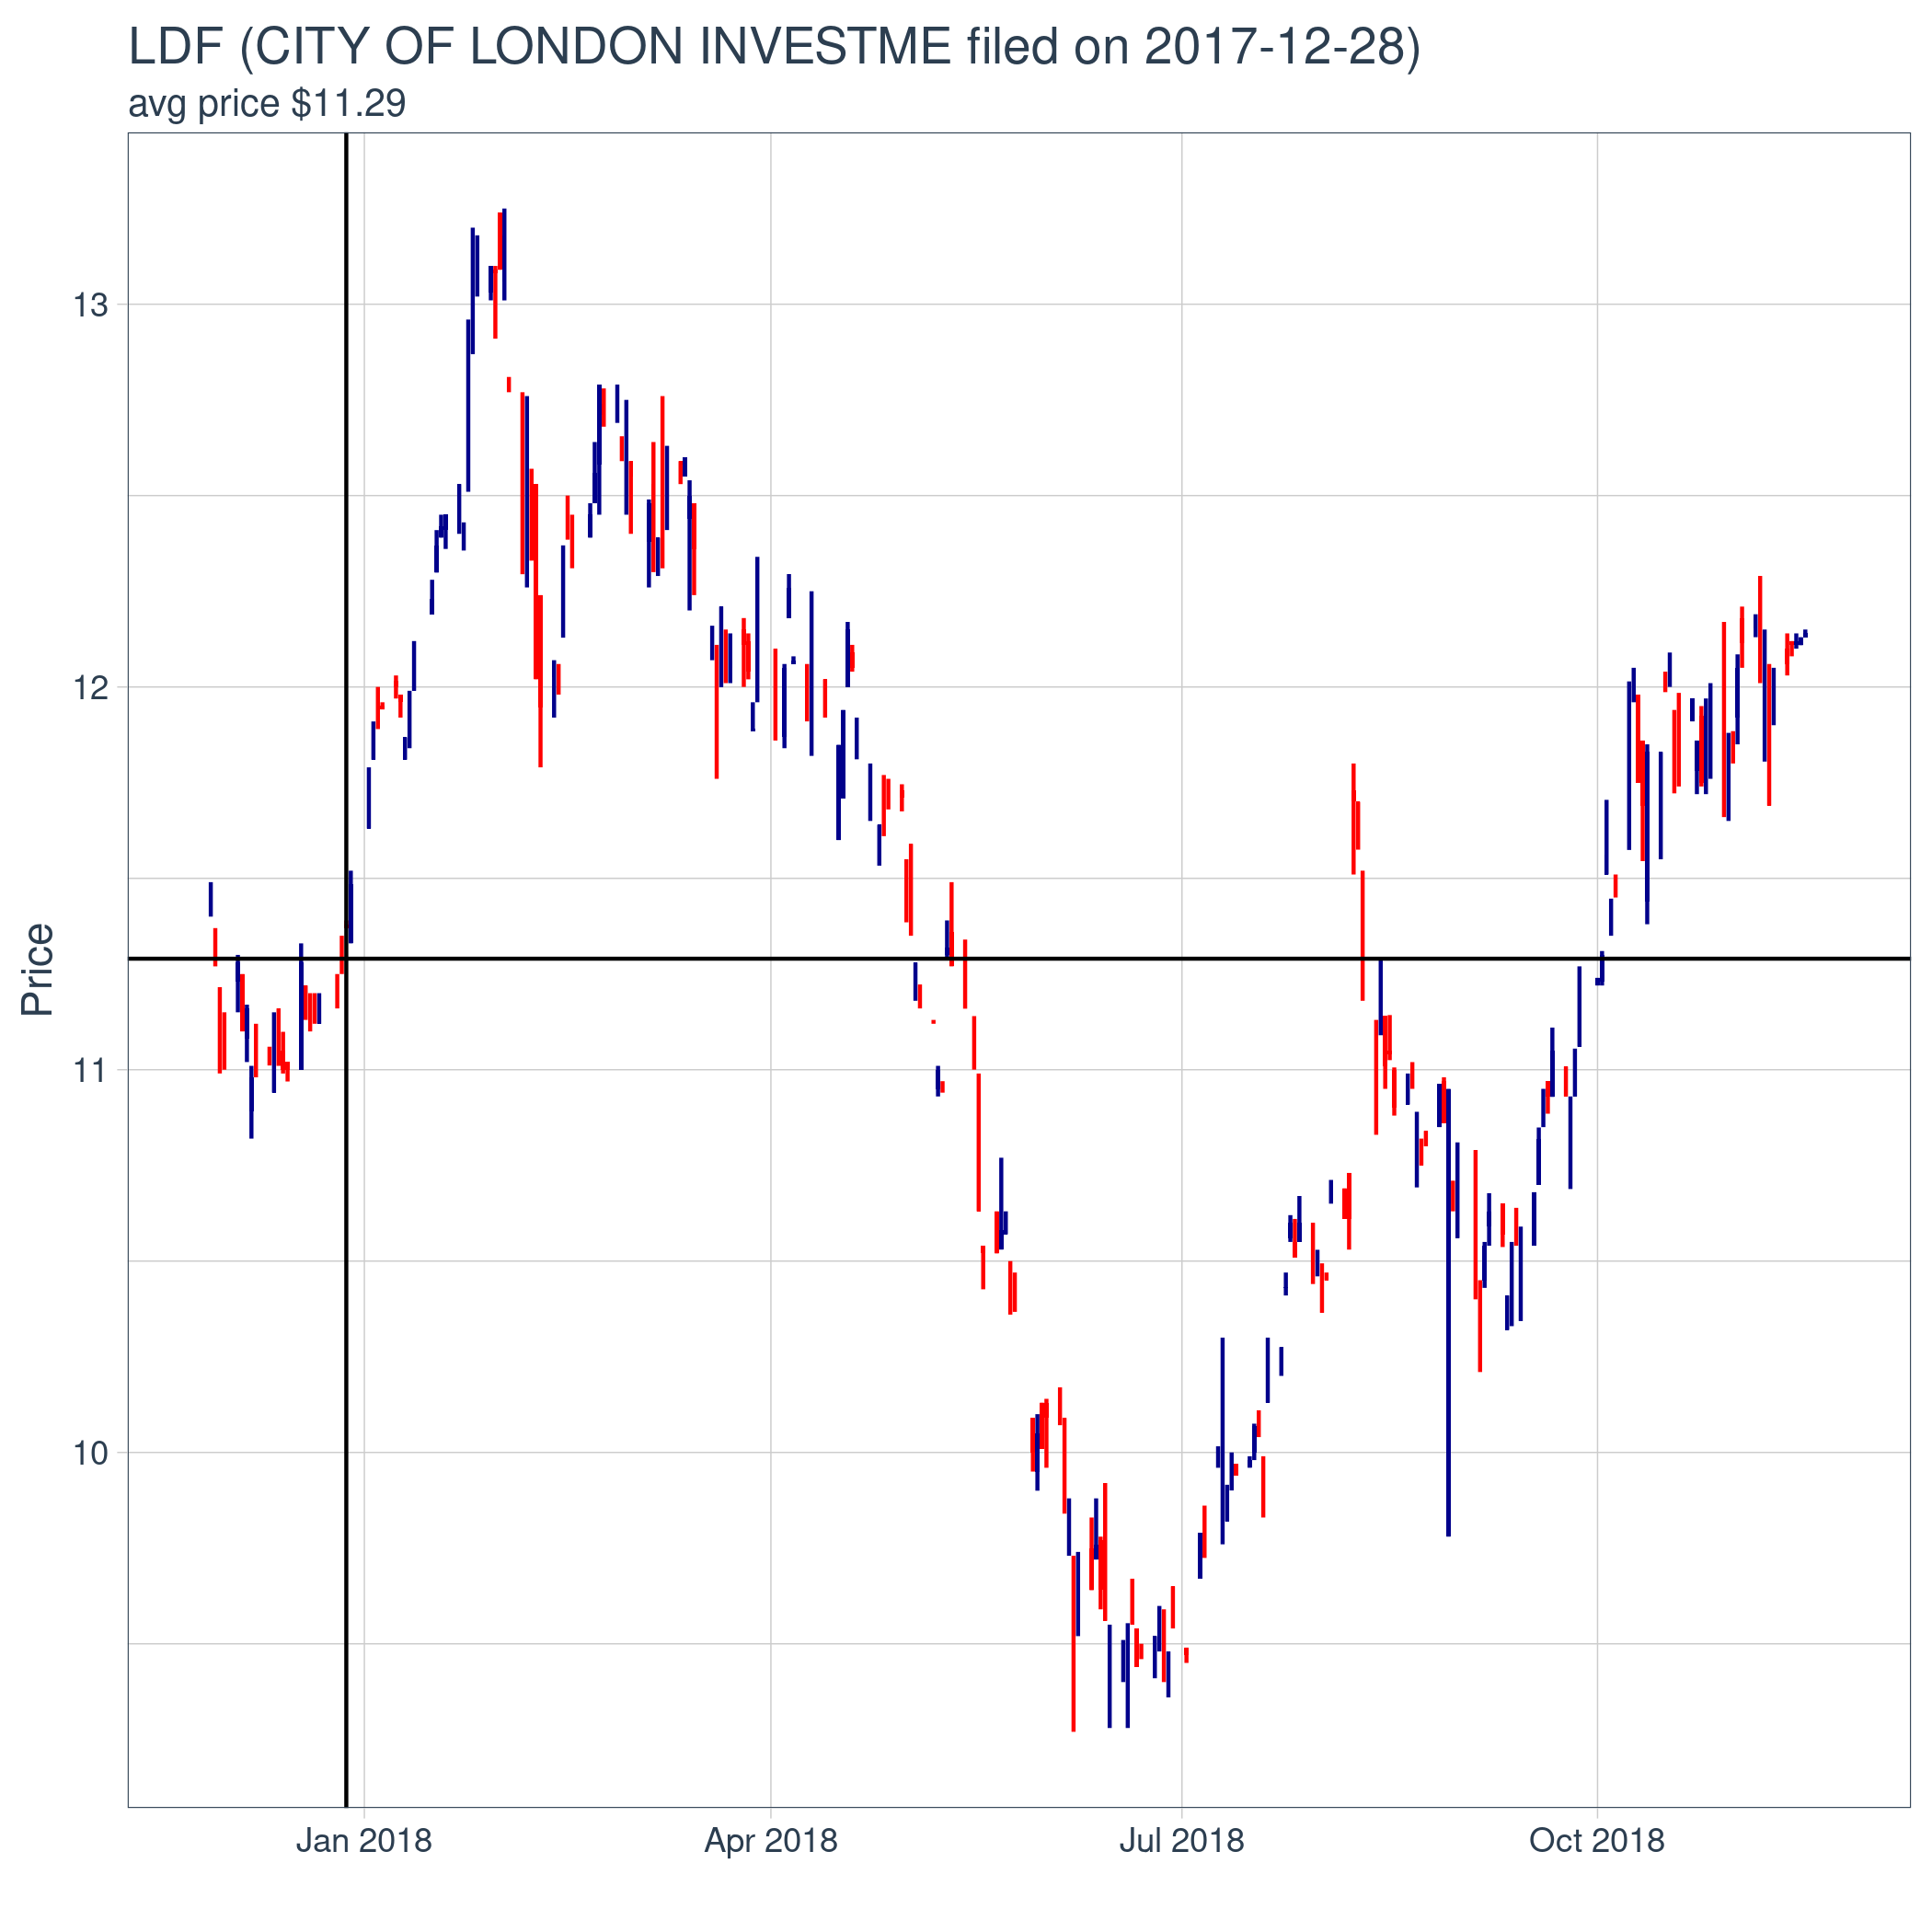 LDF (CITY OF LONDON INVESTME filed on 2017-12-28)
avg price $11.29
Price
13
12
11
10
Jan 2018 Apr 2018 Jul 2018 Oct 2018